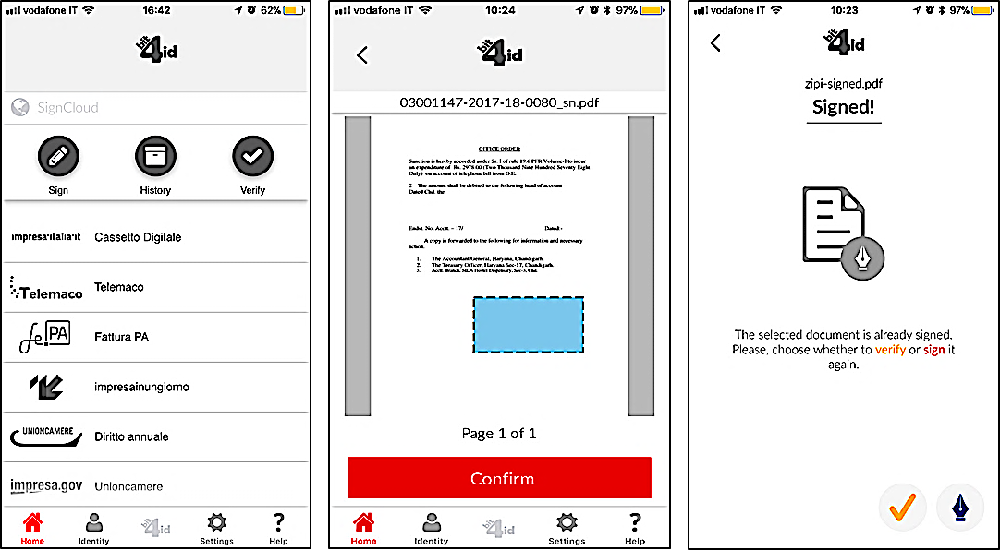 vodafone IT 16:42 62%
bit4id
SignCloud
Sign History Verify
impresa.italia.it Cassetto Digitale
Telemaco Telemaco
fe.PA Fattura PA
impresainungiorno
UNIONCAMERE Diritto annuale
impresa.gov Unioncamere
Home Identity bit4id Settings Help
vodafone IT 10:24 97%
bit4id
03001147-2017-18-0080_sn.pdf
OFFICE ORDER
Sanction is hereby accorded under Sr. 1 of rule 19.6 PFR Volume-I to incur
an expenditure of Rs. 2978.00 (Two Thousand Nine Hundred Seventy Eight
Only) on account of telephone bill from O.E.
2 The amount shall be debited to the following head of account
Dated Chd. the
Endst. No. Acctt. – 17/ Dated:-
A copy is forwarded to the following for information and necessary
action.
1. The Accountant General, Haryana, Chandigarh.
2. The Treasury Officer, Haryana Sec-17, Chandigarh.
3. Acctt. Branch, MLA Hostel Dispensary, Sec-3, Chd.
Page 1 of 1
Confirm
Home Identity bit4id Settings Help
vodafone IT 10:23 97%
bit4id
zipi-signed.pdf
Signed!
The selected document is already signed.
Please, choose whether to verify or sign it
again.